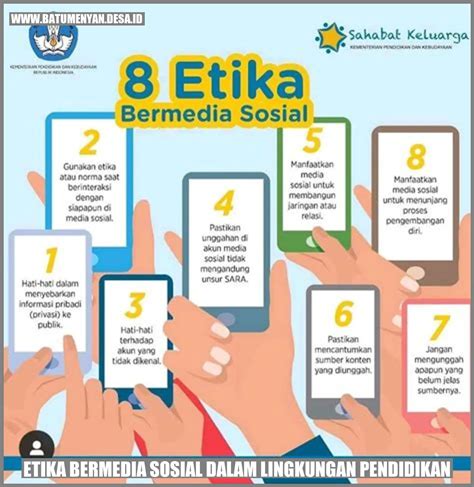 WWW.BATUMENYAN.DESA.ID
KEMENTERIAN PENDIDIKAN DAN KEBUDAYAAN
REPUBLIK INDONESIA
Sahabat Keluarga
KEMENTERIAN PENDIDIKAN DAN KEBUDAYAAN
8 Etika
Bermedia Sosial
1
Hati-hati dalam
menyebarkan
informasi pribadi
(privasi) ke
publik.
2
Gunakan etika
atau norma saat
berinteraksi
dengan
siapapun di
media sosial.
3
Hati-hati
terhadap
akun yang
tidak dikenal.
4
Pastikan
unggahan di
akun media
sosial tidak
mengandung
unsur SARA.
5
Manfaatkan
media
sosial untuk
membangun
jaringan atau
relasi.
6
Pastikan
mencantumkan
sumber konten
yang diunggah.
7
Jangan
mengunggah
apapun yang
belum jelas
sumbernya.
8
Manfaatkan
media sosial
untuk menunjang
proses
pengembangan
diri.
ETIKA BERMEDIA SOSIAL DALAM LINGKUNGAN PENDIDIKAN